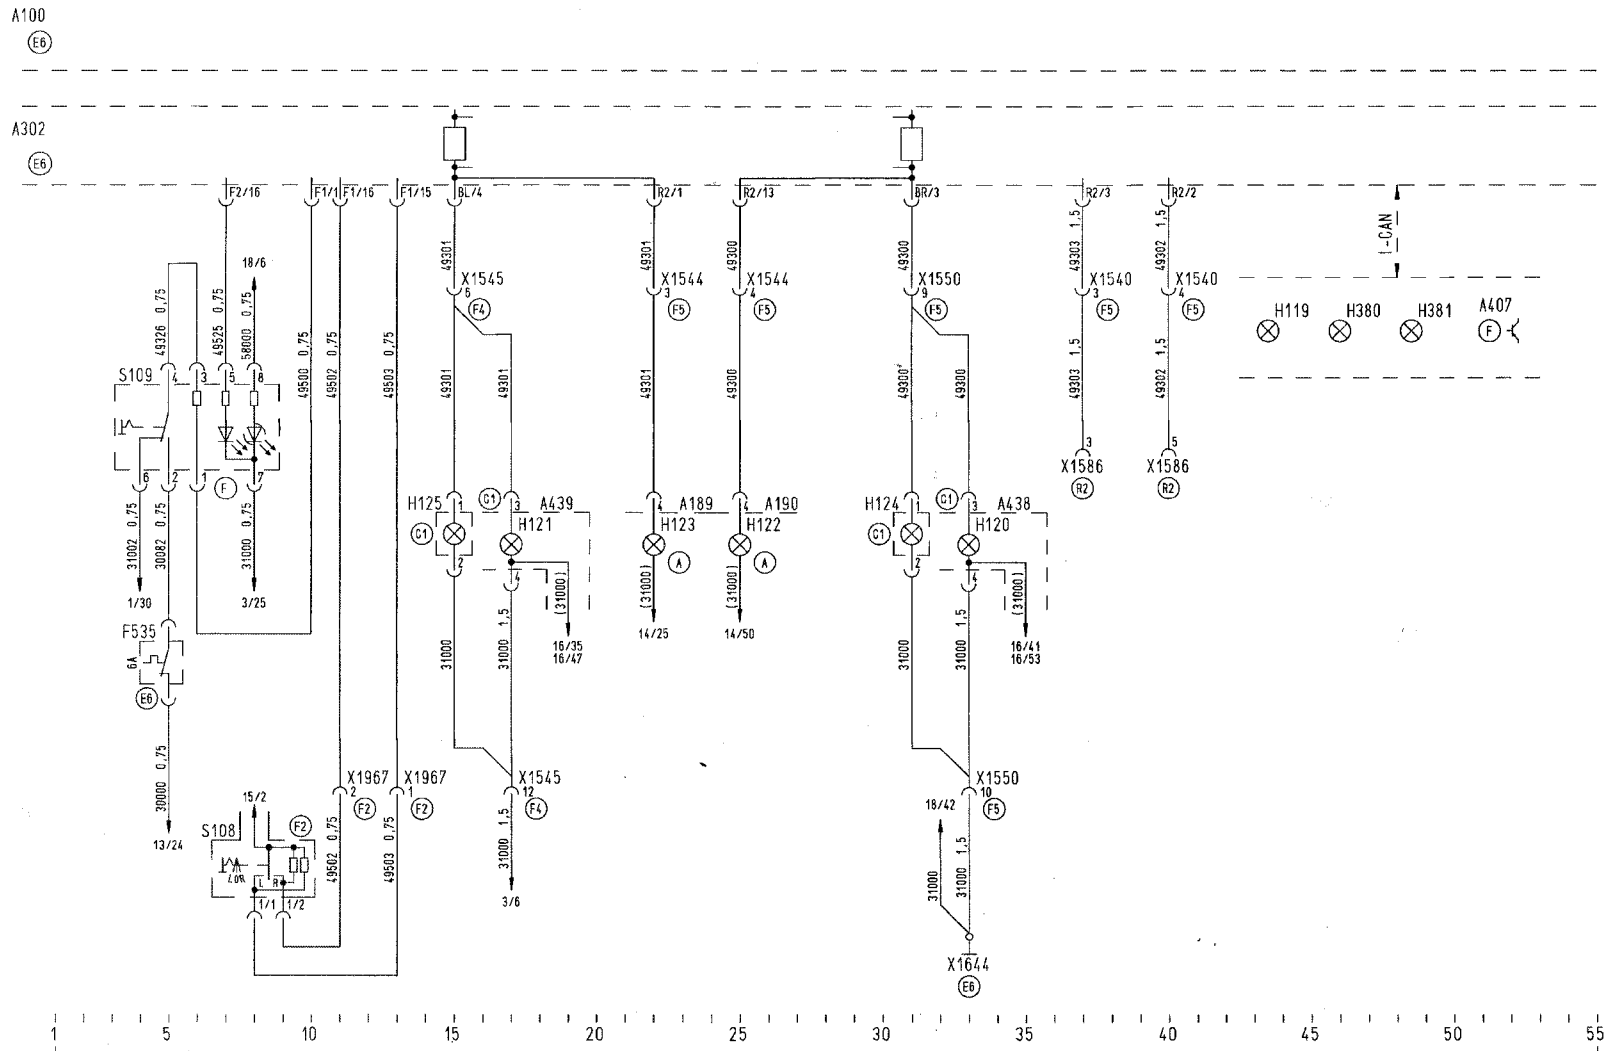 A100
E6
A302
E6
F2/16
F1/1
F1/16
F1/15
BL/4
R2/1
R2/13
BR/3
R2/3
R2/2
I-CAN
49301
49301
49300
49300
49303 1,5
49302 1,5
18/6
X1545
6
F4
X1544
3
F5
X1544
4
F5
X1550
9
F5
X1540
3
F5
X1540
4
F5
H119
H380
H381
A407
F
49326 0,75
49525 0,75
58000 0,75
49500 0,75
49502 0,75
49503 0,75
49301
49301
49301
49300
49300
49300
49303 1,5
49302 1,5
S109
4
3
5
8
3
X1586
R2
5
X1586
R2
6
2
1
F
7
H125
1
G1
G1
3
A439
H121
4
A189
H123
A
4
A190
H122
A
H124
1
G1
G1
3
A438
H120
2
4
2
4
31002 0,75
30082 0,75
31000 0,75
(31000)
(31000)
(31000)
(31000)
1/30
3/25
14/25
14/50
16/35
16/47
16/41
16/53
31000
31000 1,5
31000
31000 1,5
F535
6A
E6
30000 0,75
13/24
X1967
2
F2
X1967
1
F2
X1545
12
F4
X1550
10
F5
15/2
S108
F2
L
R
1/1
1/2
49502 0,75
49503 0,75
31000 1,5
3/6
18/42
31000
31000 1,5
X1644
E6
1 5 10 15 20 25 30 35 40 45 50 55